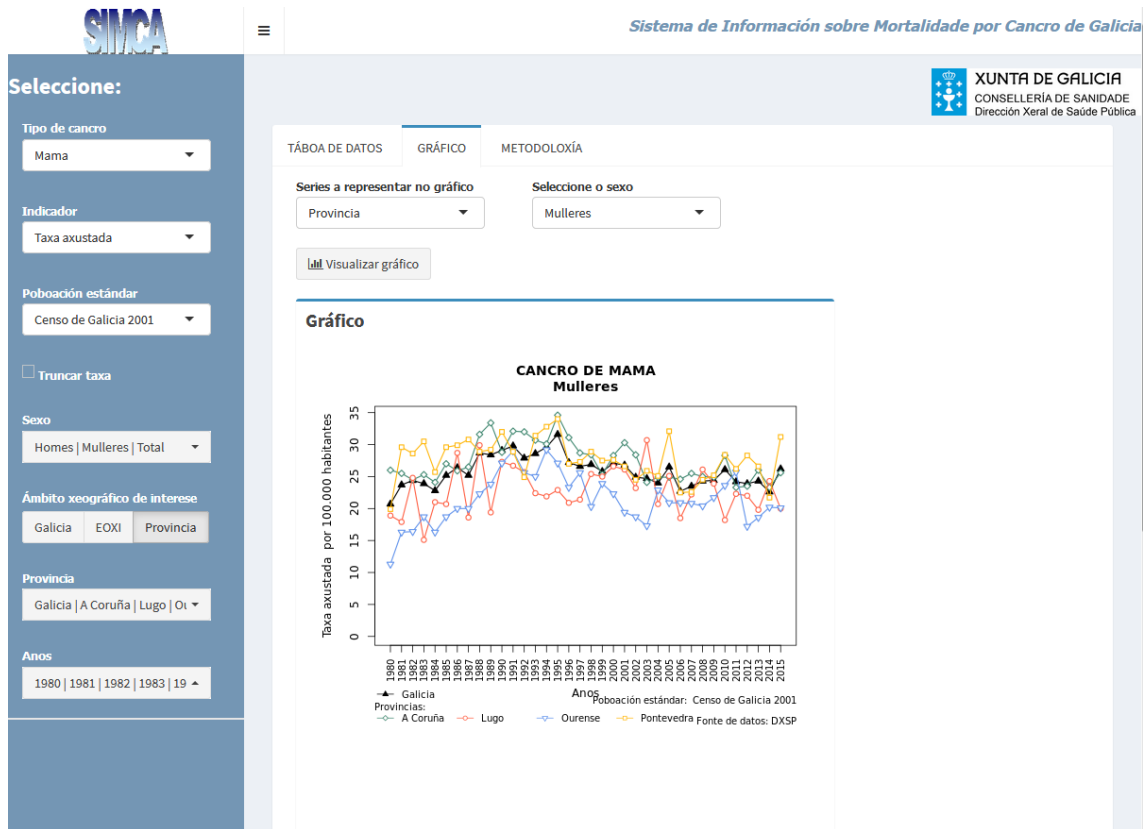 SIMCA
Sistema de Información sobre Mortalidade por Cancro de Galicia
XUNTA DE GALICIA
CONSELLERÍA DE SANIDADE
Dirección Xeral de Saúde Pública
Seleccione:
Tipo de cancro
Mama
Indicador
Taxa axustada
Poboación estándar
Censo de Galicia 2001
Truncar taxa
Sexo
Homes | Mulleres | Total
Ámbito xeográfico de interese
Galicia EOXI Provincia
Provincia
Galicia | A Coruña | Lugo | Ou
Anos
1980 | 1981 | 1982 | 1983 | 19
TÁBOA DE DATOS GRÁFICO METODOLOXÍA
Series a representar no gráfico Seleccione o sexo
Provincia Mulleres
Visualizar gráfico
Gráfico
CANCRO DE MAMA
Mulleres
Taxa axustada por 100.000 habitantes
35
30
25
20
15
10
5
0
1980 1981 1982 1983 1984 1985 1986 1987 1988 1989 1990 1991 1992 1993 1994 1995 1996 1997 1998 1999 2000 2001 2002 2003 2004 2005 2006 2007 2008 2009 2010 2011 2012 2013 2014 2015
Anos
Galicia
Poboación estándar: Censo de Galicia 2001
Provincias:
A Coruña Lugo Ourense Pontevedra
Fonte de datos: DXSP